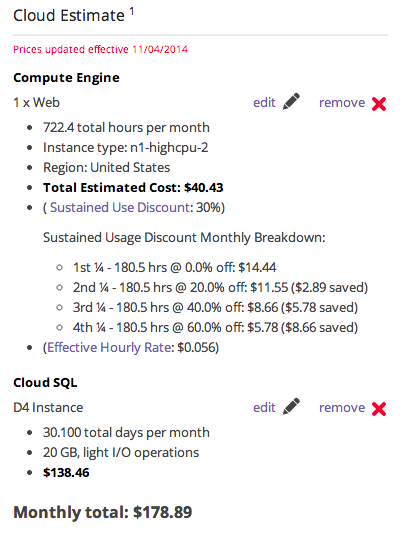 Cloud Estimate 1
Prices updated effective 11/04/2014
Compute Engine
1 x Web edit remove
722.4 total hours per month
Instance type: n1-highcpu-2
Region: United States
Total Estimated Cost: $40.43
( Sustained Use Discount: 30%)
Sustained Usage Discount Monthly Breakdown:
1st ¼ - 180.5 hrs @ 0.0% off: $14.44
2nd ¼ - 180.5 hrs @ 20.0% off: $11.55 ($2.89 saved)
3rd ¼ - 180.5 hrs @ 40.0% off: $8.66 ($5.78 saved)
4th ¼ - 180.5 hrs @ 60.0% off: $5.78 ($8.66 saved)
(Effective Hourly Rate: $0.056)
Cloud SQL
D4 Instance edit remove
30.100 total days per month
20 GB, light I/O operations
$138.46
Monthly total: $178.89